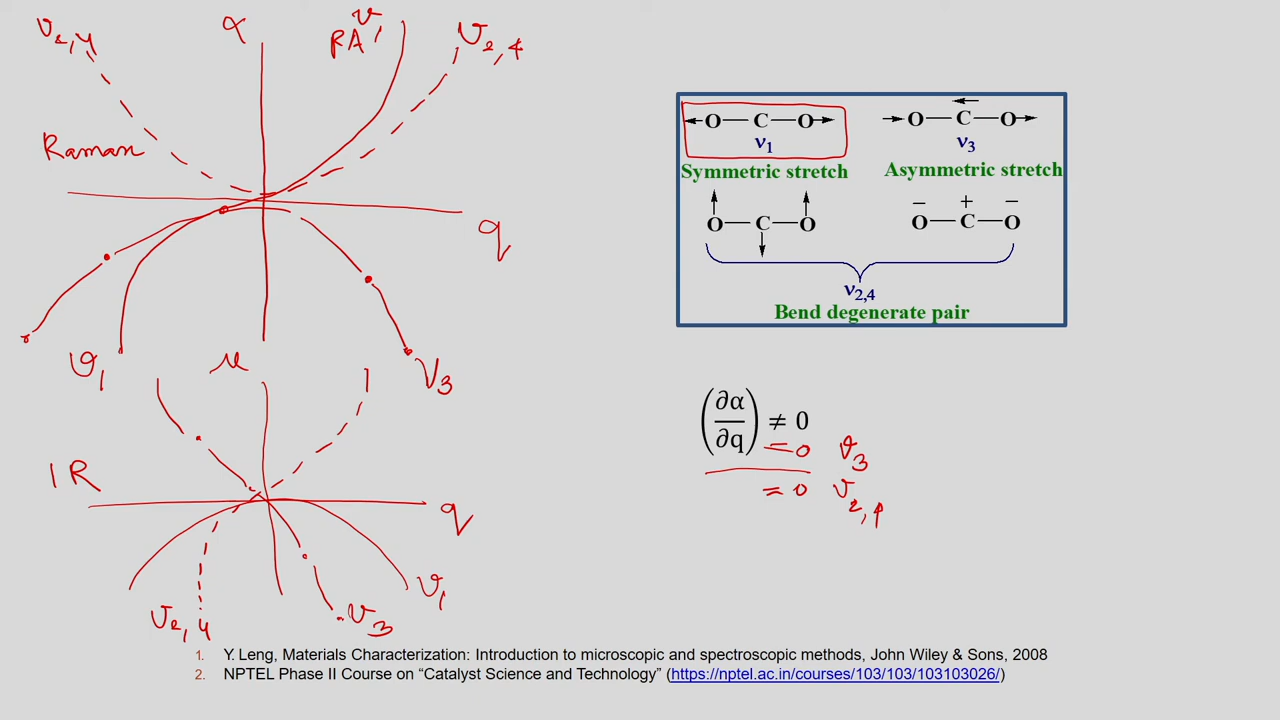 ν2,4
α
RA ν1
ν2,4
Raman
q
ν1
ν3
μ
IR
q
ν1
ν2,4
ν3
O — C — O
ν1
Symmetric stretch
O — C — O
ν3
Asymmetric stretch
O — C — O
− + −
O — C — O
ν2,4
Bend degenerate pair
(∂α/∂q) ≠ 0
= 0 ν3
= 0 ν2,4
1. Y. Leng, Materials Characterization: Introduction to microscopic and spectroscopic methods, John Wiley & Sons, 2008
2. NPTEL Phase II Course on “Catalyst Science and Technology” (https://nptel.ac.in/courses/103/103/103103026/)